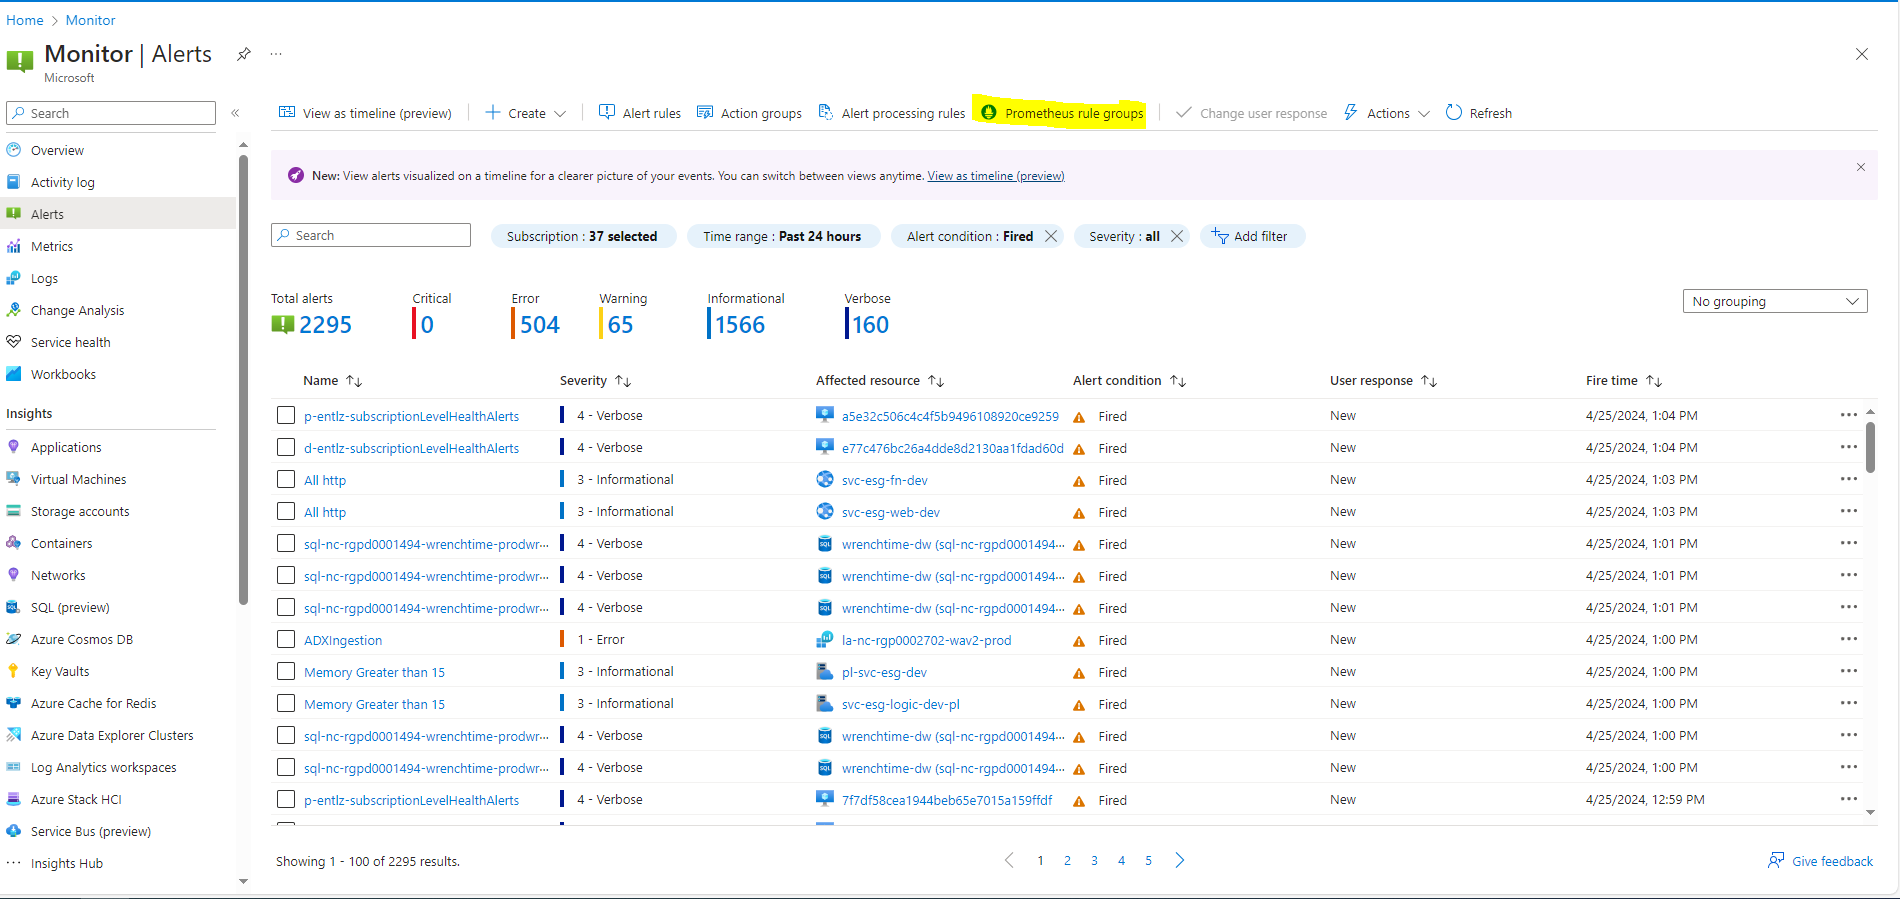 Home > Monitor
Monitor | Alerts
Microsoft
Search
Overview
Activity log
Alerts
Metrics
Logs
Change Analysis
Service health
Workbooks
Insights
Applications
Virtual Machines
Storage accounts
Containers
Networks
SQL (preview)
Azure Cosmos DB
Key Vaults
Azure Cache for Redis
Azure Data Explorer Clusters
Log Analytics workspaces
Azure Stack HCI
Service Bus (preview)
Insights Hub
View as timeline (preview) Create Alert rules Action groups Alert processing rules Prometheus rule groups Change user response Actions Refresh
New: View alerts visualized on a timeline for a clearer picture of your events. You can switch between views anytime. View as timeline (preview)
Search Subscription : 37 selected Time range : Past 24 hours Alert condition : Fired Severity : all Add filter
Total alerts Critical Error Warning Informational Verbose
2295 0 504 65 1566 160
No grouping
Name Severity Affected resource Alert condition User response Fire time
p-entlz-subscriptionLevelHealthAlerts 4 - Verbose a5e32c506c4c4f5b9496108920ce9259 Fired New 4/25/2024, 1:04 PM
d-entlz-subscriptionLevelHealthAlerts 4 - Verbose e77c476bc26a4dde8d2130aa1fdad60d Fired New 4/25/2024, 1:04 PM
All http 3 - Informational svc-esg-fn-dev Fired New 4/25/2024, 1:03 PM
All http 3 - Informational svc-esg-web-dev Fired New 4/25/2024, 1:03 PM
sql-nc-rgpd0001494-wrenchtime-prodwr··· 4 - Verbose wrenchtime-dw (sql-nc-rgpd0001494-··· Fired New 4/25/2024, 1:01 PM
sql-nc-rgpd0001494-wrenchtime-prodwr··· 4 - Verbose wrenchtime-dw (sql-nc-rgpd0001494-··· Fired New 4/25/2024, 1:01 PM
sql-nc-rgpd0001494-wrenchtime-prodwr··· 4 - Verbose wrenchtime-dw (sql-nc-rgpd0001494-··· Fired New 4/25/2024, 1:01 PM
ADXIngestion 1 - Error la-nc-rgp0002702-wav2-prod Fired New 4/25/2024, 1:00 PM
Memory Greater than 15 3 - Informational pl-svc-esg-dev Fired New 4/25/2024, 1:00 PM
Memory Greater than 15 3 - Informational svc-esg-logic-dev-pl Fired New 4/25/2024, 1:00 PM
sql-nc-rgpd0001494-wrenchtime-prodwr··· 4 - Verbose wrenchtime-dw (sql-nc-rgpd0001494-··· Fired New 4/25/2024, 1:00 PM
sql-nc-rgpd0001494-wrenchtime-prodwr··· 4 - Verbose wrenchtime-dw (sql-nc-rgpd0001494-··· Fired New 4/25/2024, 1:00 PM
p-entlz-subscriptionLevelHealthAlerts 4 - Verbose 7f7df58cea1944beb65e7015a159ffdf Fired New 4/25/2024, 12:59 PM
Showing 1 - 100 of 2295 results. < 1 2 3 4 5 > Give feedback